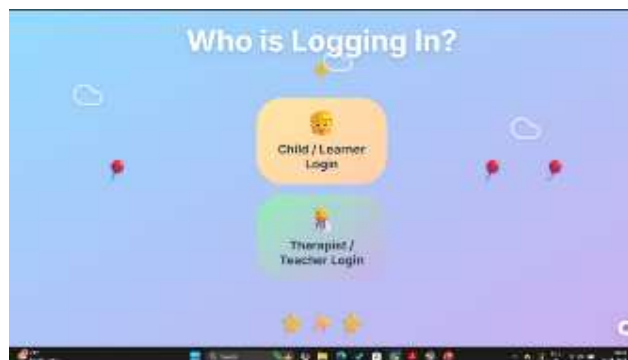 Who is Logging In?
Child / Learner
Login
Therapist /
Teacher Login